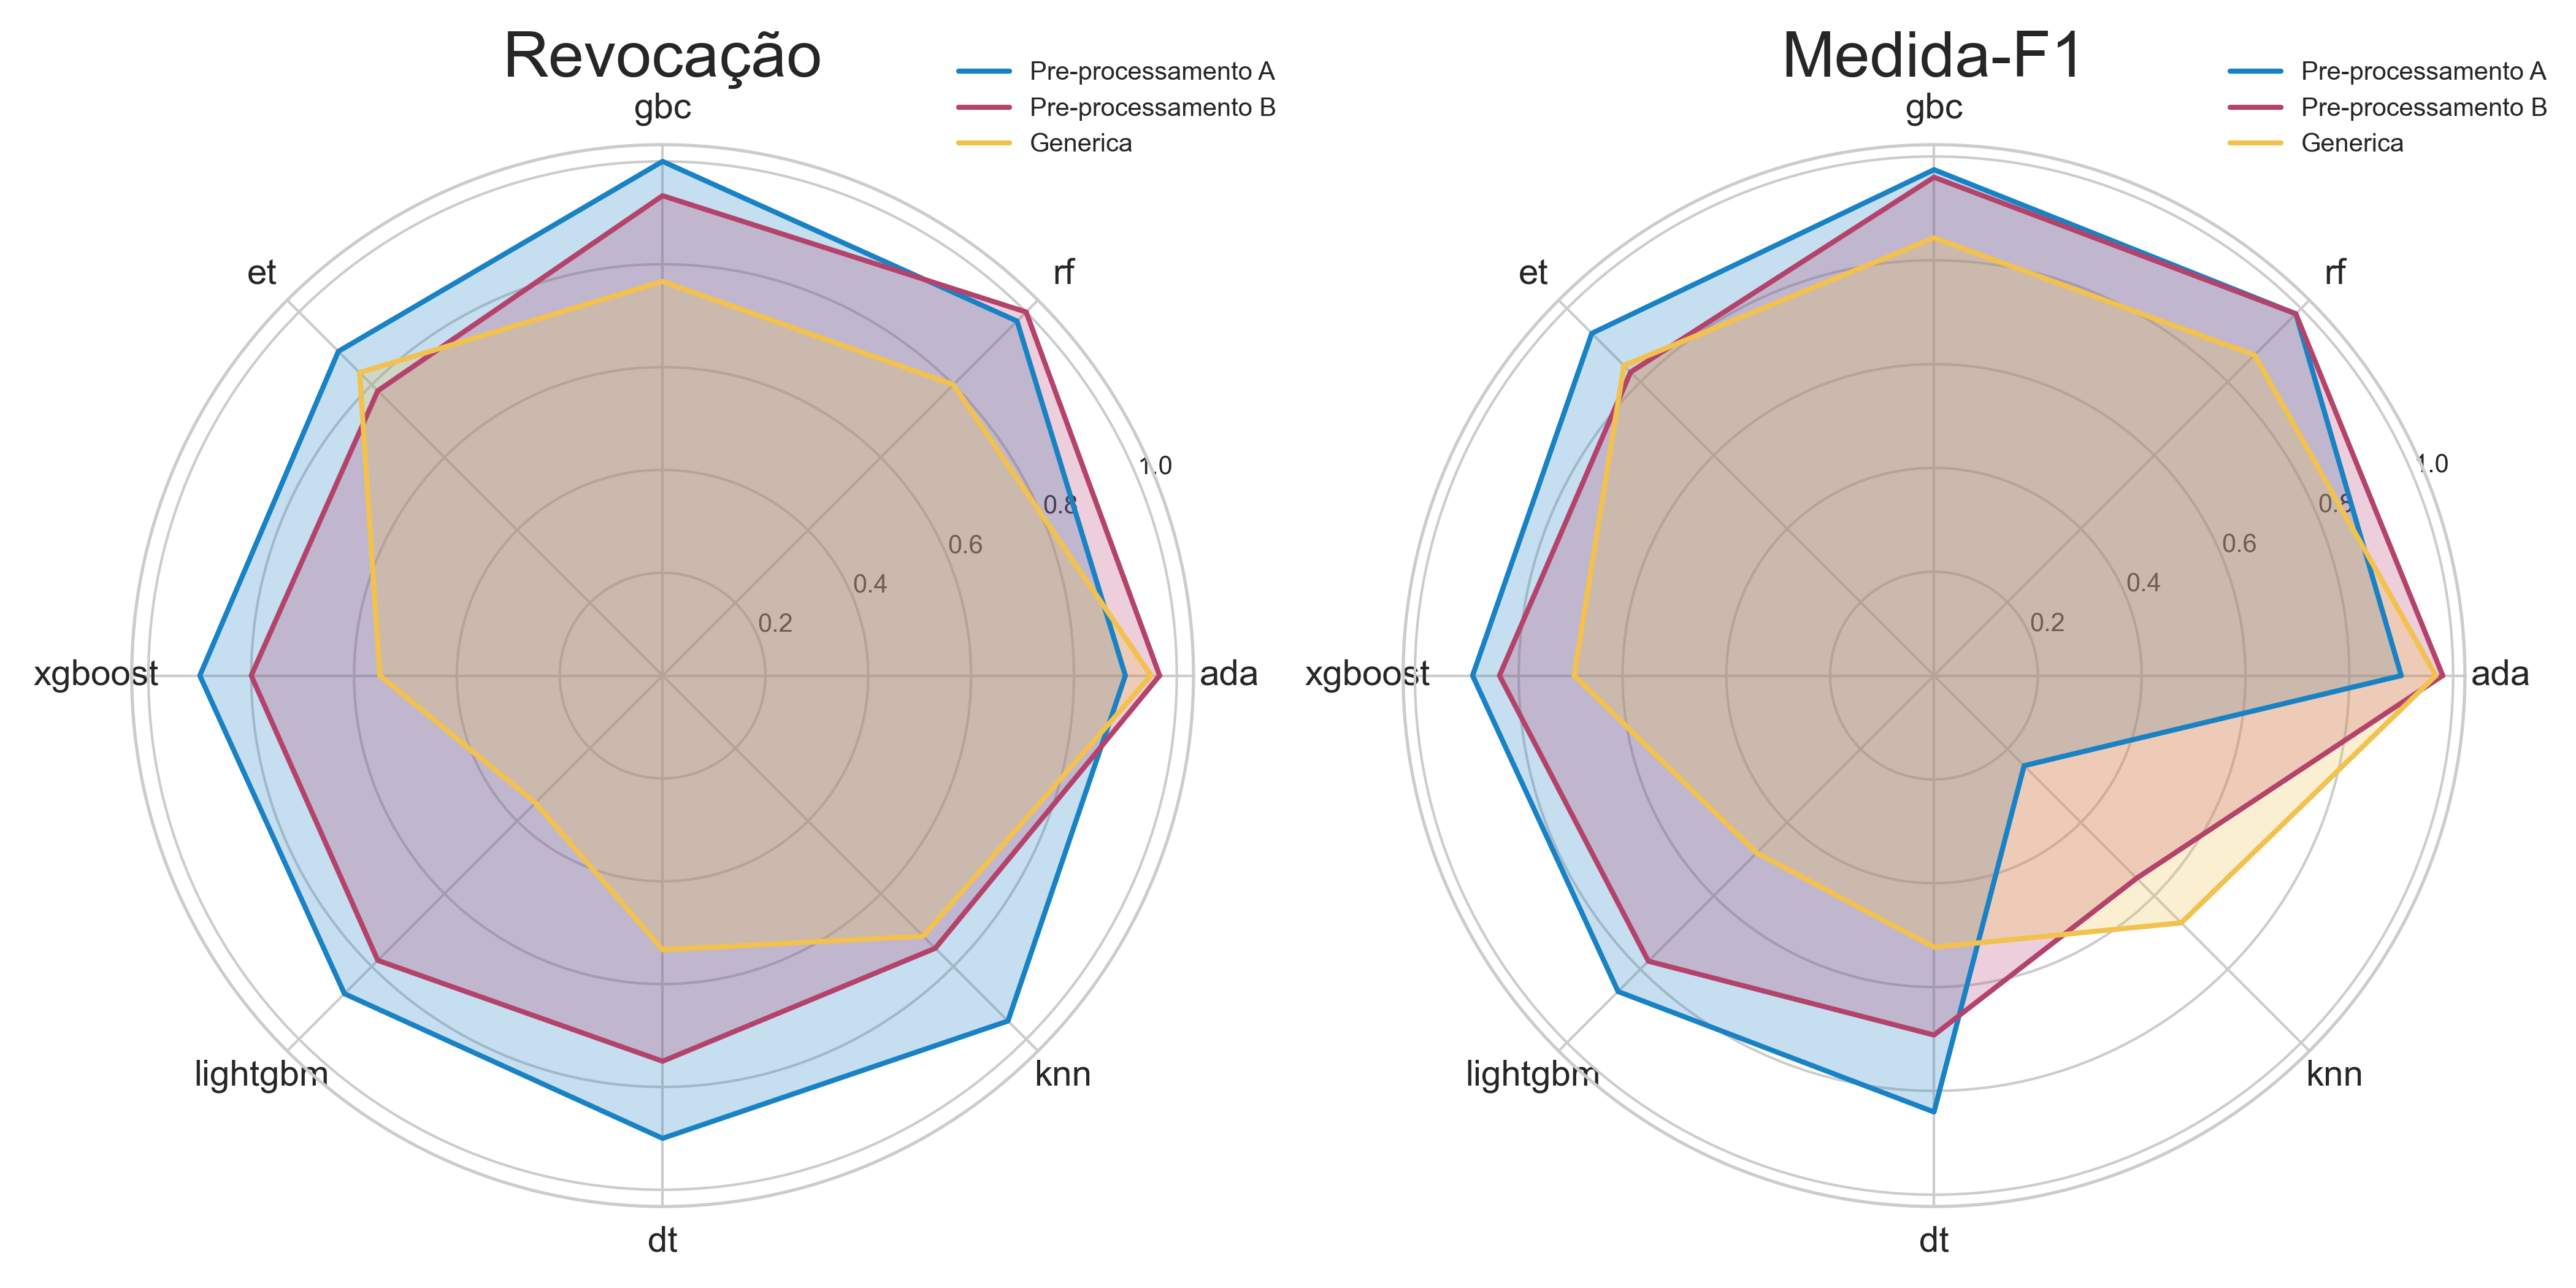 Revocação
Pre-processamento A
Pre-processamento B
Generica
gbc
et
rf
1.0
0.8
0.6
0.4
0.2
xgboost
ada
lightgbm
knn
dt
Medida-F1
Pre-processamento A
Pre-processamento B
Generica
gbc
et
rf
1.0
0.8
0.6
0.4
0.2
xgboost
ada
lightgbm
knn
dt